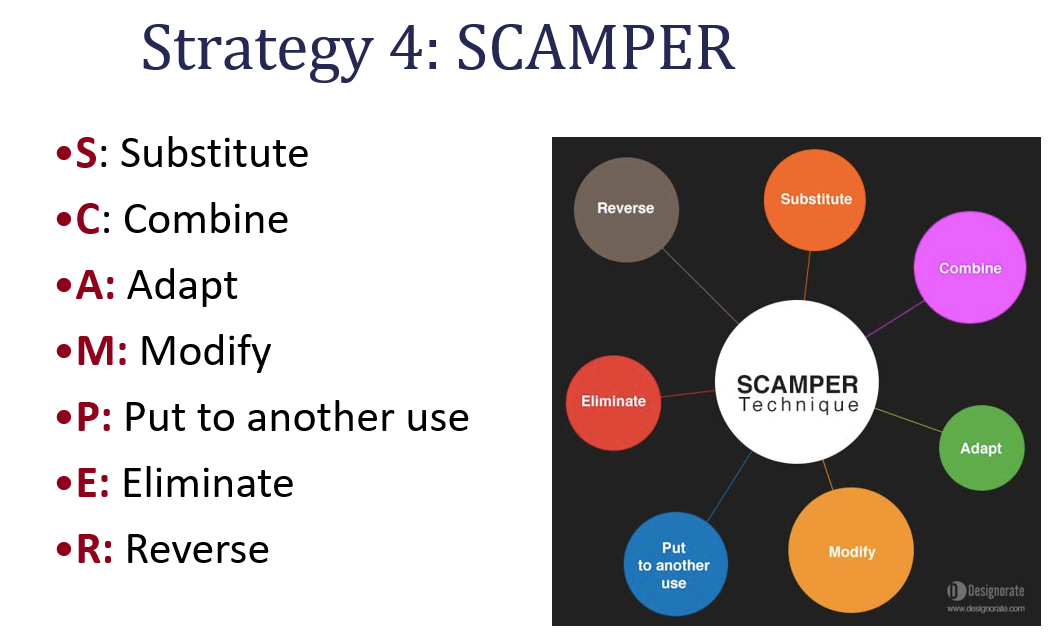 Strategy 4: SCAMPER
•S: Substitute
•C: Combine
•A: Adapt
•M: Modify
•P: Put to another use
•E: Eliminate
•R: Reverse
Reverse
Substitute
Combine
SCAMPER
Technique
Eliminate
Adapt
Put
to another
use
Modify
Designorate
www.designorate.com